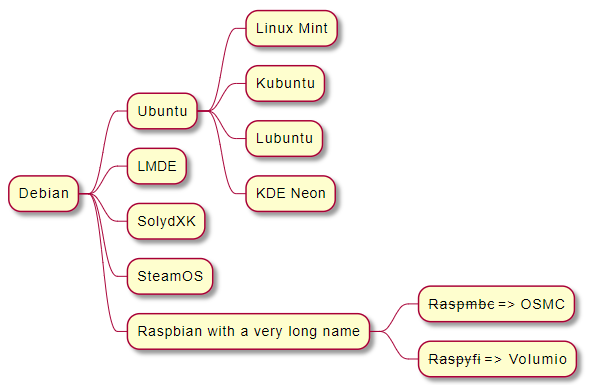 Debian
Ubuntu
Linux Mint
Kubuntu
Lubuntu
KDE Neon
LMDE
SolydXK
SteamOS
Raspbian with a very long name
Raspmbc => OSMC
Raspyfi => Volumio